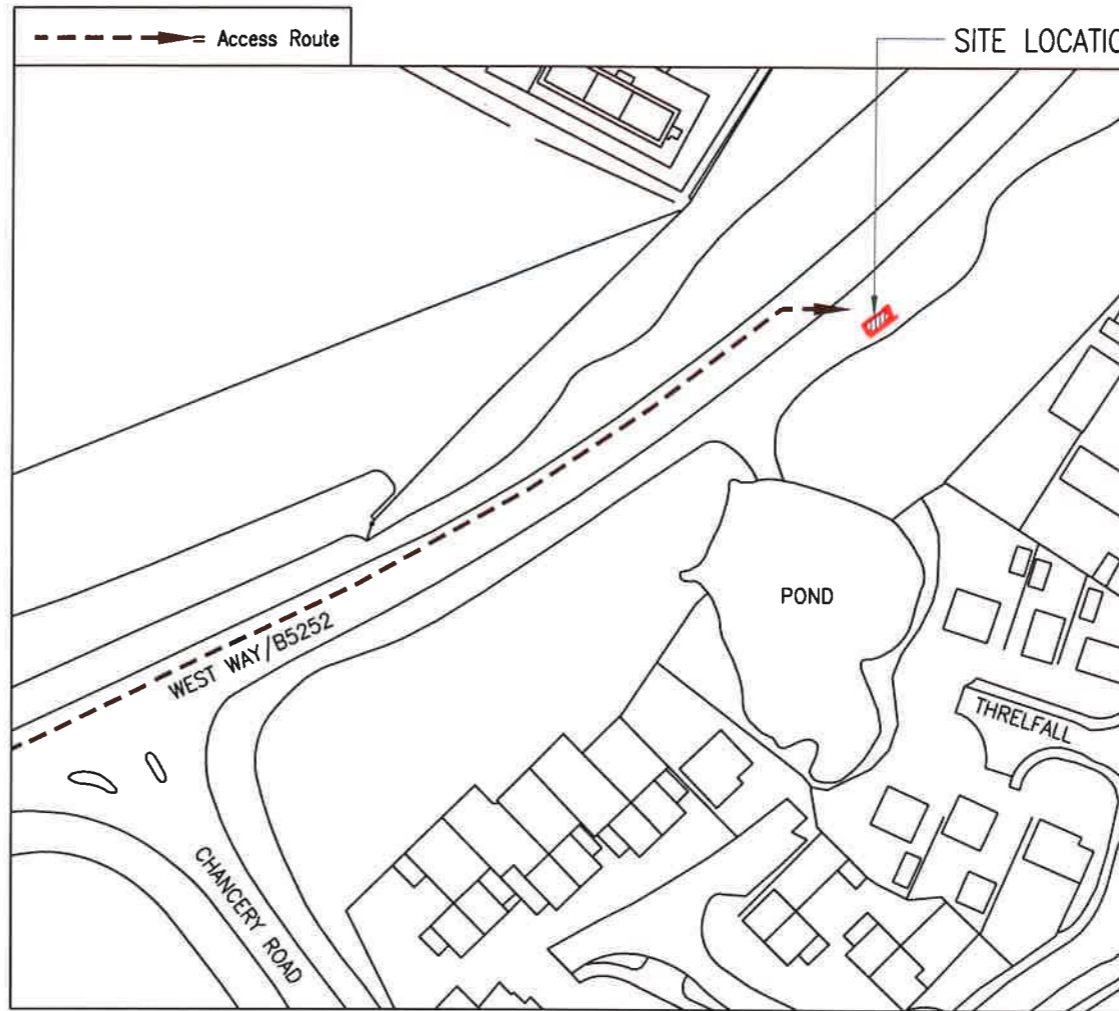 = Access Route
SITE LOCATIO
WEST WAY/B5252
POND
THRELFALL
CHANCERY ROAD